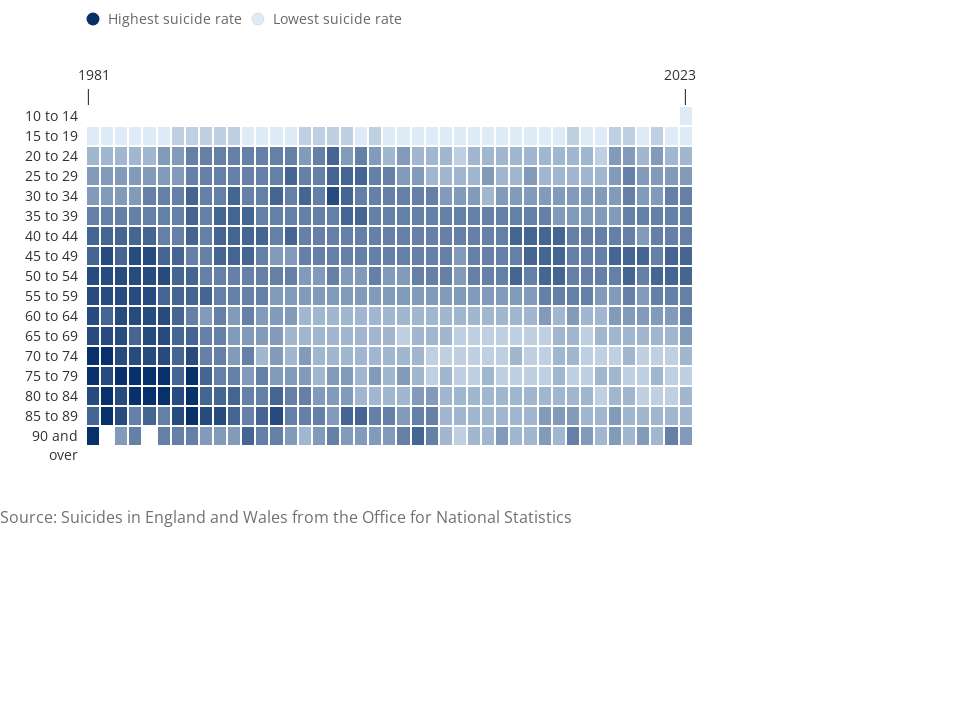 Highest suicide rate Lowest suicide rate
1981 2023
10 to 14
15 to 19
20 to 24
25 to 29
30 to 34
35 to 39
40 to 44
45 to 49
50 to 54
55 to 59
60 to 64
65 to 69
70 to 74
75 to 79
80 to 84
85 to 89
90 and
over
Source: Suicides in England and Wales from the Office for National Statistics